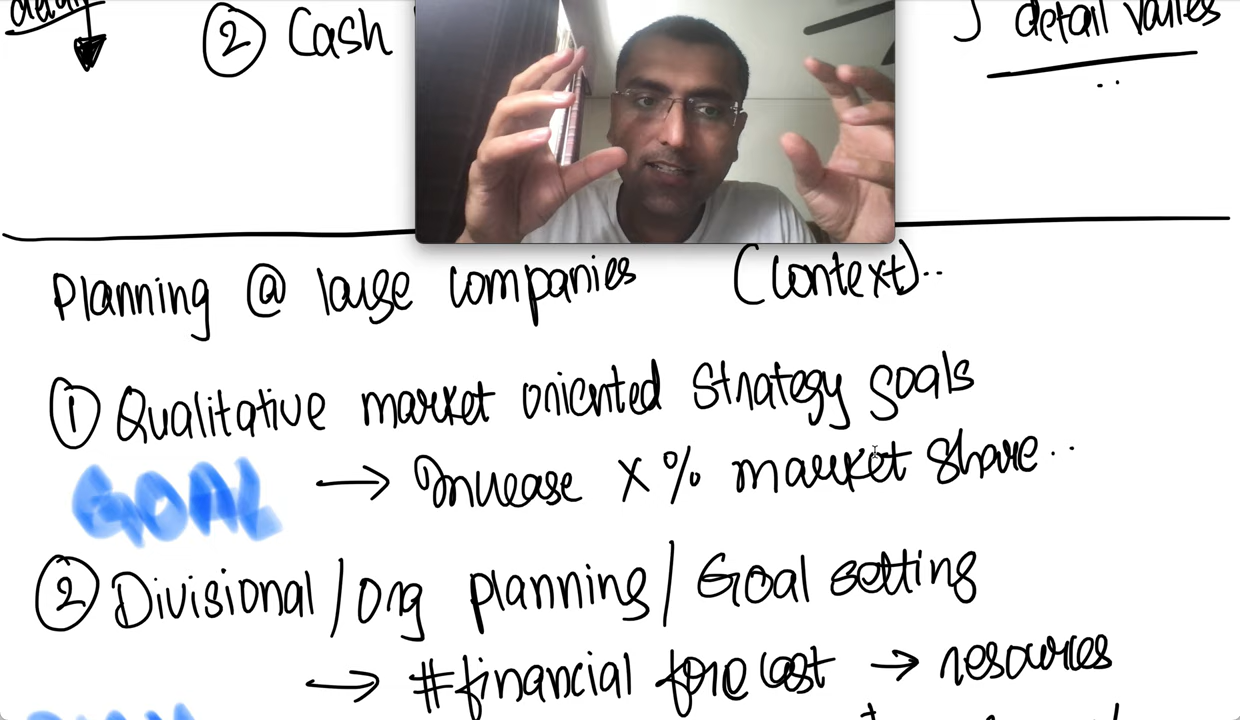 ② Cash
detail varies
Planning @ large companies (Context)..
① Qualitative market oriented strategy goals
GOAL → Increase X% market share..
② Divisional/org planning/Goal setting
→ #financial forecast → resources